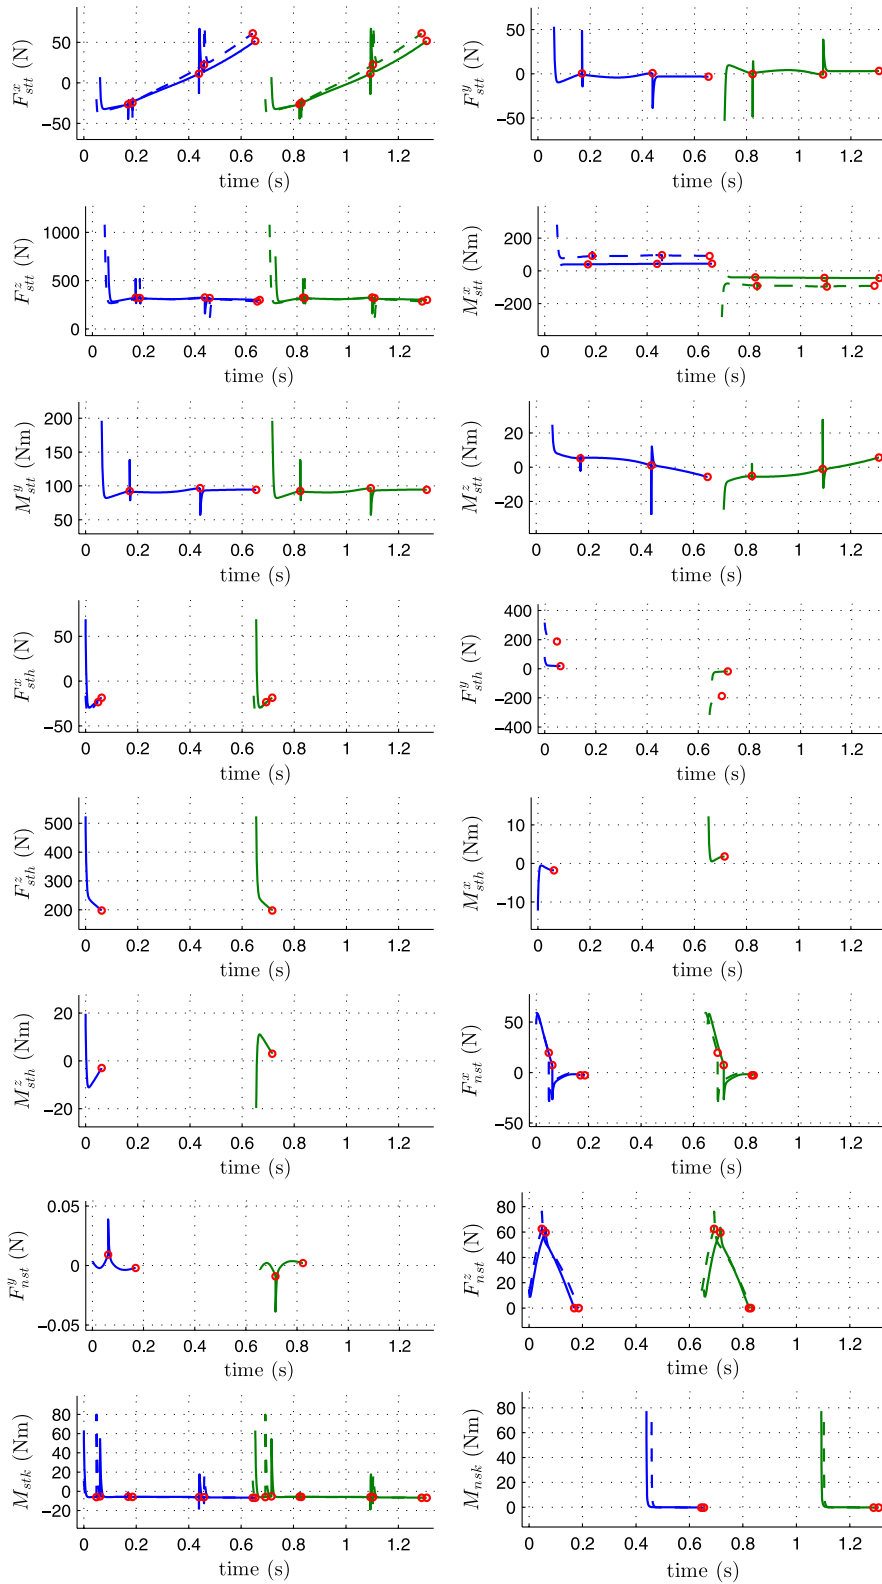 F^x_stt (N)
50
0
−50
0 0.2 0.4 0.6 0.8 1 1.2
time (s)
F^y_stt (N)
50
0
−50
0 0.2 0.4 0.6 0.8 1 1.2
time (s)
F^z_stt (N)
1000
500
0
0 0.2 0.4 0.6 0.8 1 1.2
time (s)
M^x_stt (Nm)
200
0
−200
0 0.2 0.4 0.6 0.8 1 1.2
time (s)
M^y_stt (Nm)
200
150
100
50
0 0.2 0.4 0.6 0.8 1 1.2
time (s)
M^z_stt (Nm)
20
0
−20
0 0.2 0.4 0.6 0.8 1 1.2
time (s)
F^x_sth (N)
50
0
−50
0 0.2 0.4 0.6 0.8 1 1.2
time (s)
F^y_sth (N)
400
200
0
−200
−400
0 0.2 0.4 0.6 0.8 1 1.2
time (s)
F^z_sth (N)
500
400
300
200
0 0.2 0.4 0.6 0.8 1 1.2
time (s)
M^x_sth (Nm)
10
0
−10
0 0.2 0.4 0.6 0.8 1 1.2
time (s)
M^z_sth (Nm)
20
0
−20
0 0.2 0.4 0.6 0.8 1 1.2
time (s)
F^x_nst (N)
50
0
−50
0 0.2 0.4 0.6 0.8 1 1.2
time (s)
F^y_nst (N)
0.05
0
−0.05
0 0.2 0.4 0.6 0.8 1 1.2
time (s)
F^z_nst (N)
80
60
40
20
0
0 0.2 0.4 0.6 0.8 1 1.2
time (s)
M_stk (Nm)
80
60
40
20
0
−20
0 0.2 0.4 0.6 0.8 1 1.2
time (s)
M_nsk (Nm)
80
60
40
20
0
0 0.2 0.4 0.6 0.8 1 1.2
time (s)